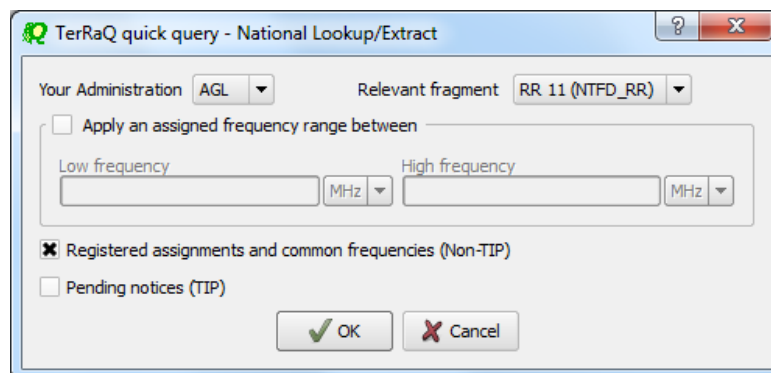 TerRaQ quick query - National Lookup/Extract
Your Administration AGL Relevant fragment RR 11 (NTFD_RR)
Apply an assigned frequency range between
Low frequency High frequency
MHz MHz
Registered assignments and common frequencies (Non-TIP)
Pending notices (TIP)
OK Cancel